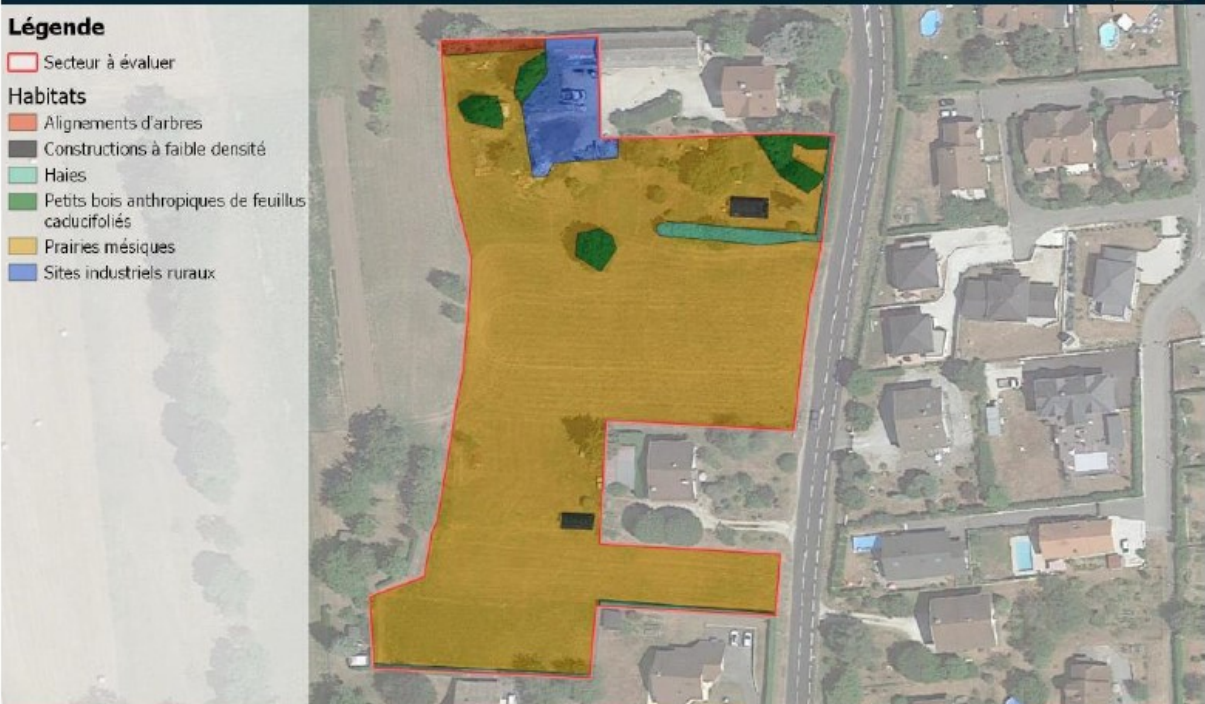 Légende
Secteur à évaluer
Habitats
Alignements d'arbres
Constructions à faible densité
Haies
Petits bois anthropiques de feuillus
caducifoliés
Prairies mésiques
Sites industriels ruraux